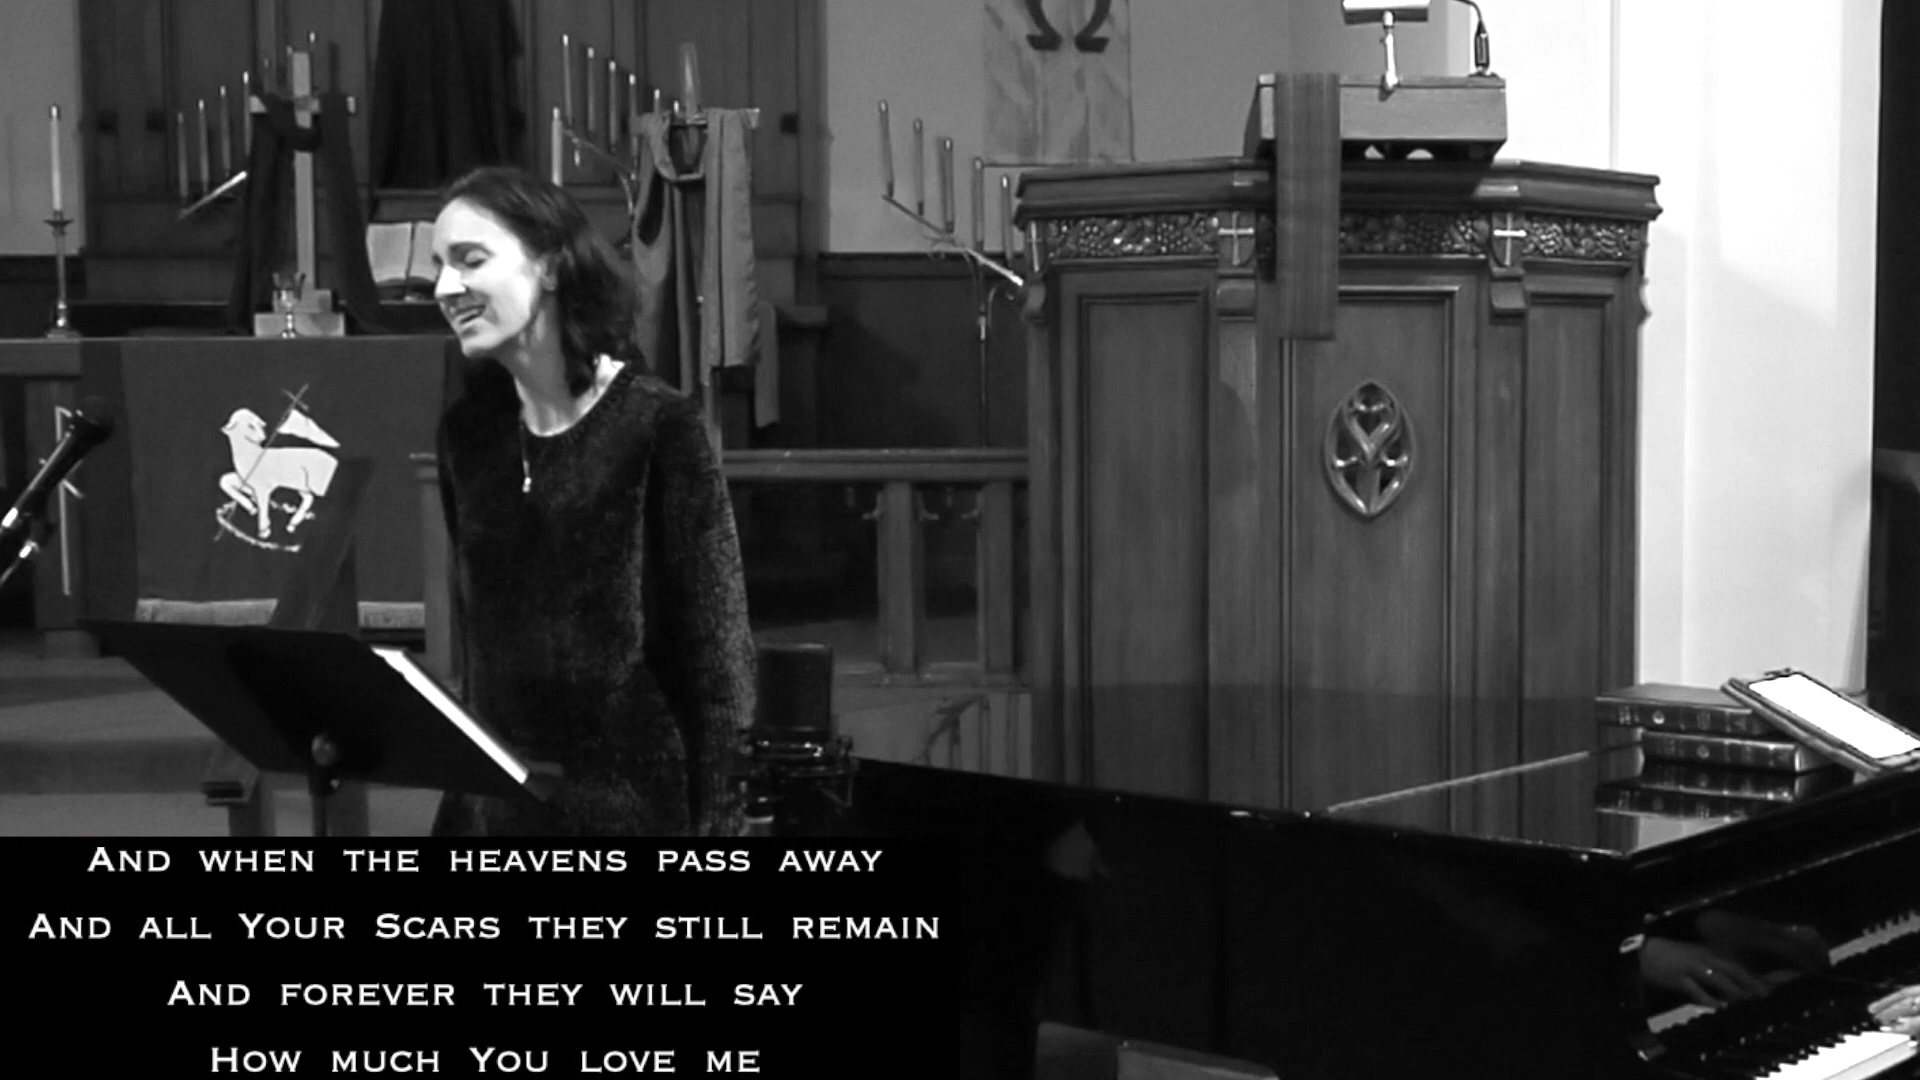 And when the heavens pass away
And all Your Scars they still remain
And forever they will say
How much You love me